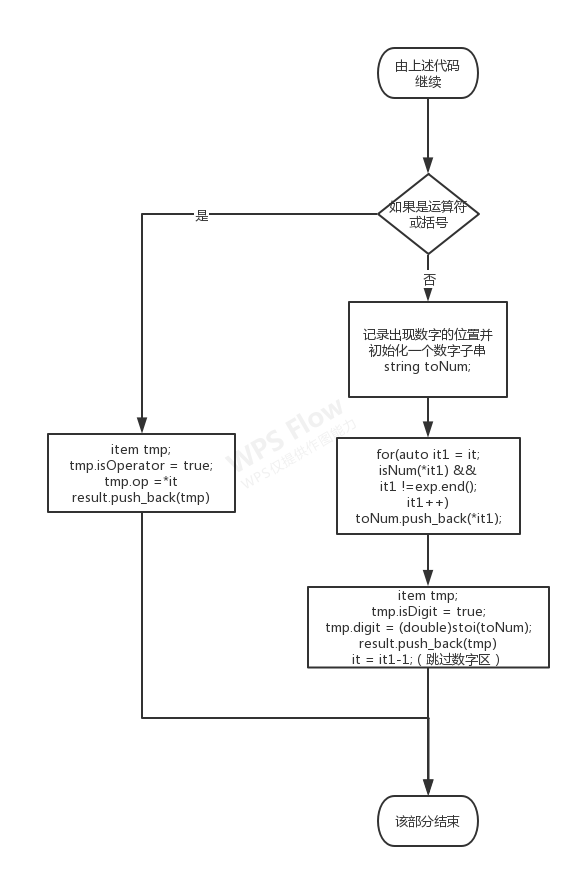 由上述代码
继续
如果是运算符
或括号
是
否
记录出现数字的位置并
初始化一个数字子串
string toNum;
item tmp;
tmp.isOperator = true;
tmp.op =*it
result.push_back(tmp)
for(auto it1 = it;
isNum(*it1) &&
it1 !=exp.end();
it1++)
toNum.push_back(*it1);
item tmp;
tmp.isDigit = true;
tmp.digit = (double)stoi(toNum);
result.push_back(tmp)
it = it1-1;（跳过数字区）
该部分结束
WPS Flow
WPS仅提供作图能力